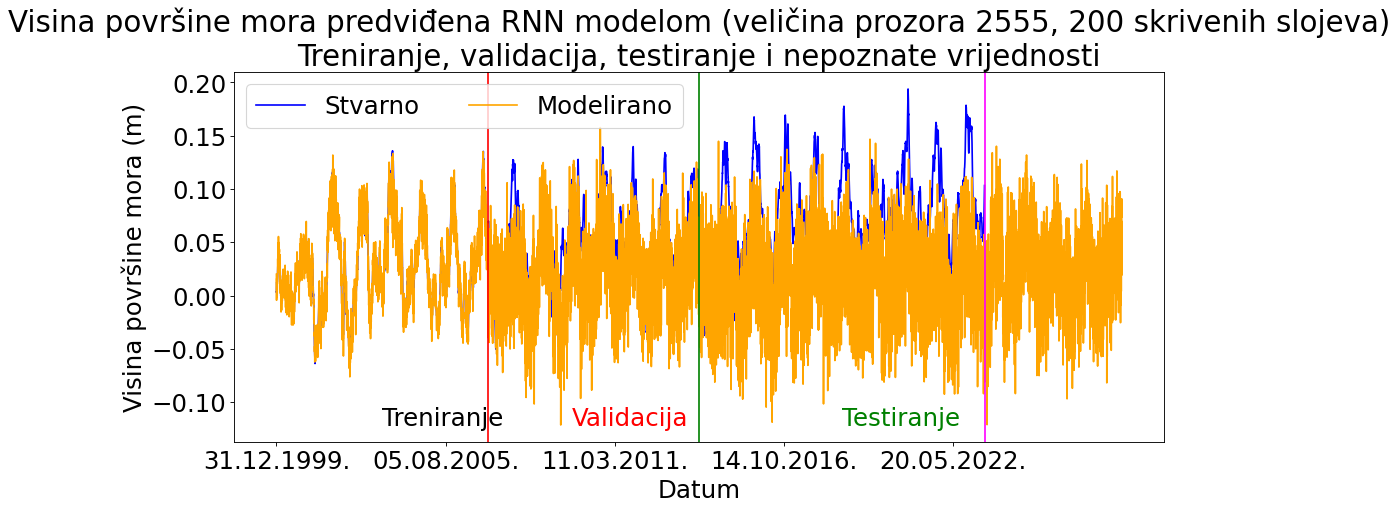 Visina površine mora predviđena RNN modelom (veličina prozora 2555, 200 skrivenih slojeva)
Treniranje, validacija, testiranje i nepoznate vrijednosti
Stvarno
Modelirano
Visina površine mora (m)
0.20
0.15
0.10
0.05
0.00
−0.05
−0.10
Treniranje
Validacija
Testiranje
31.12.1999.
05.08.2005.
11.03.2011.
14.10.2016.
20.05.2022.
Datum